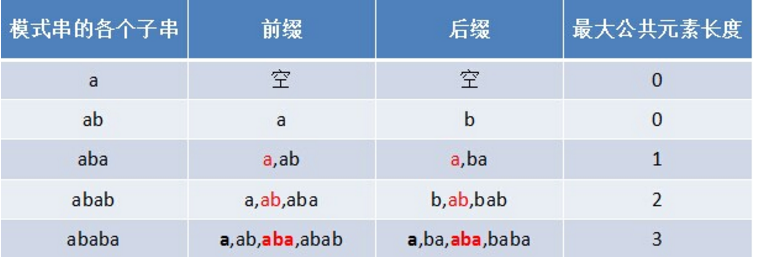 模式串的各个子串 前缀 后缀 最大公共元素长度
a 空 空 0
ab a b 0
aba a,ab a,ba 1
abab a,ab,aba b,ab,bab 2
ababa a,ab,aba,abab a,ba,aba,baba 3